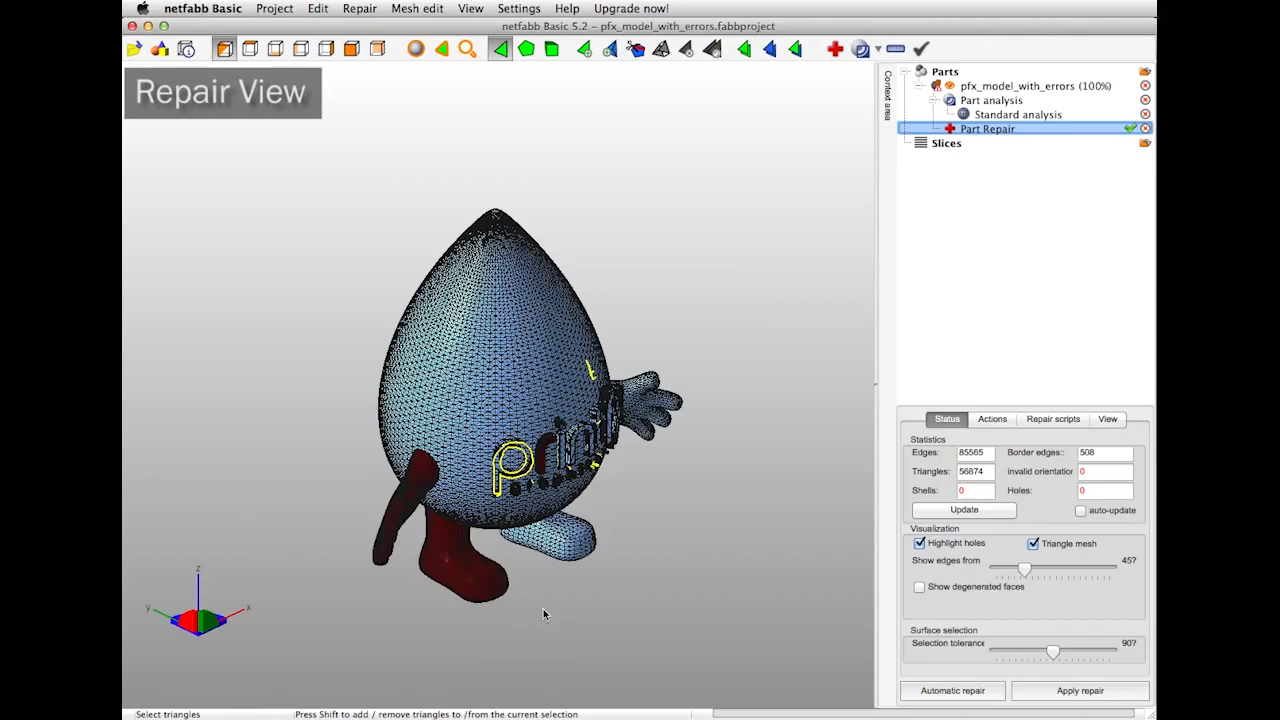 netfabb Basic Project Edit Repair Mesh edit View Settings Help Upgrade now!
netfabb Basic 5.2 - pfx_model_with_errors.fabbproject
Repair View
Context area
Parts
pfx_model_with_errors (100%)
Part analysis
Standard analysis
Part Repair
Slices
Status Actions Repair scripts View
Statistics
Edges: 85565 Border edges:: 508
Triangles: 56874 invalid orientatior 0
Shells: 0 Holes: 0
Update auto-update
Visualization
Highlight holes Triangle mesh
Show edges from 45?
Show degenerated faces
Surface selection
Selection tolerance 90?
Automatic repair Apply repair
z
y x
Select triangles Press Shift to add / remove triangles to /from the current selection